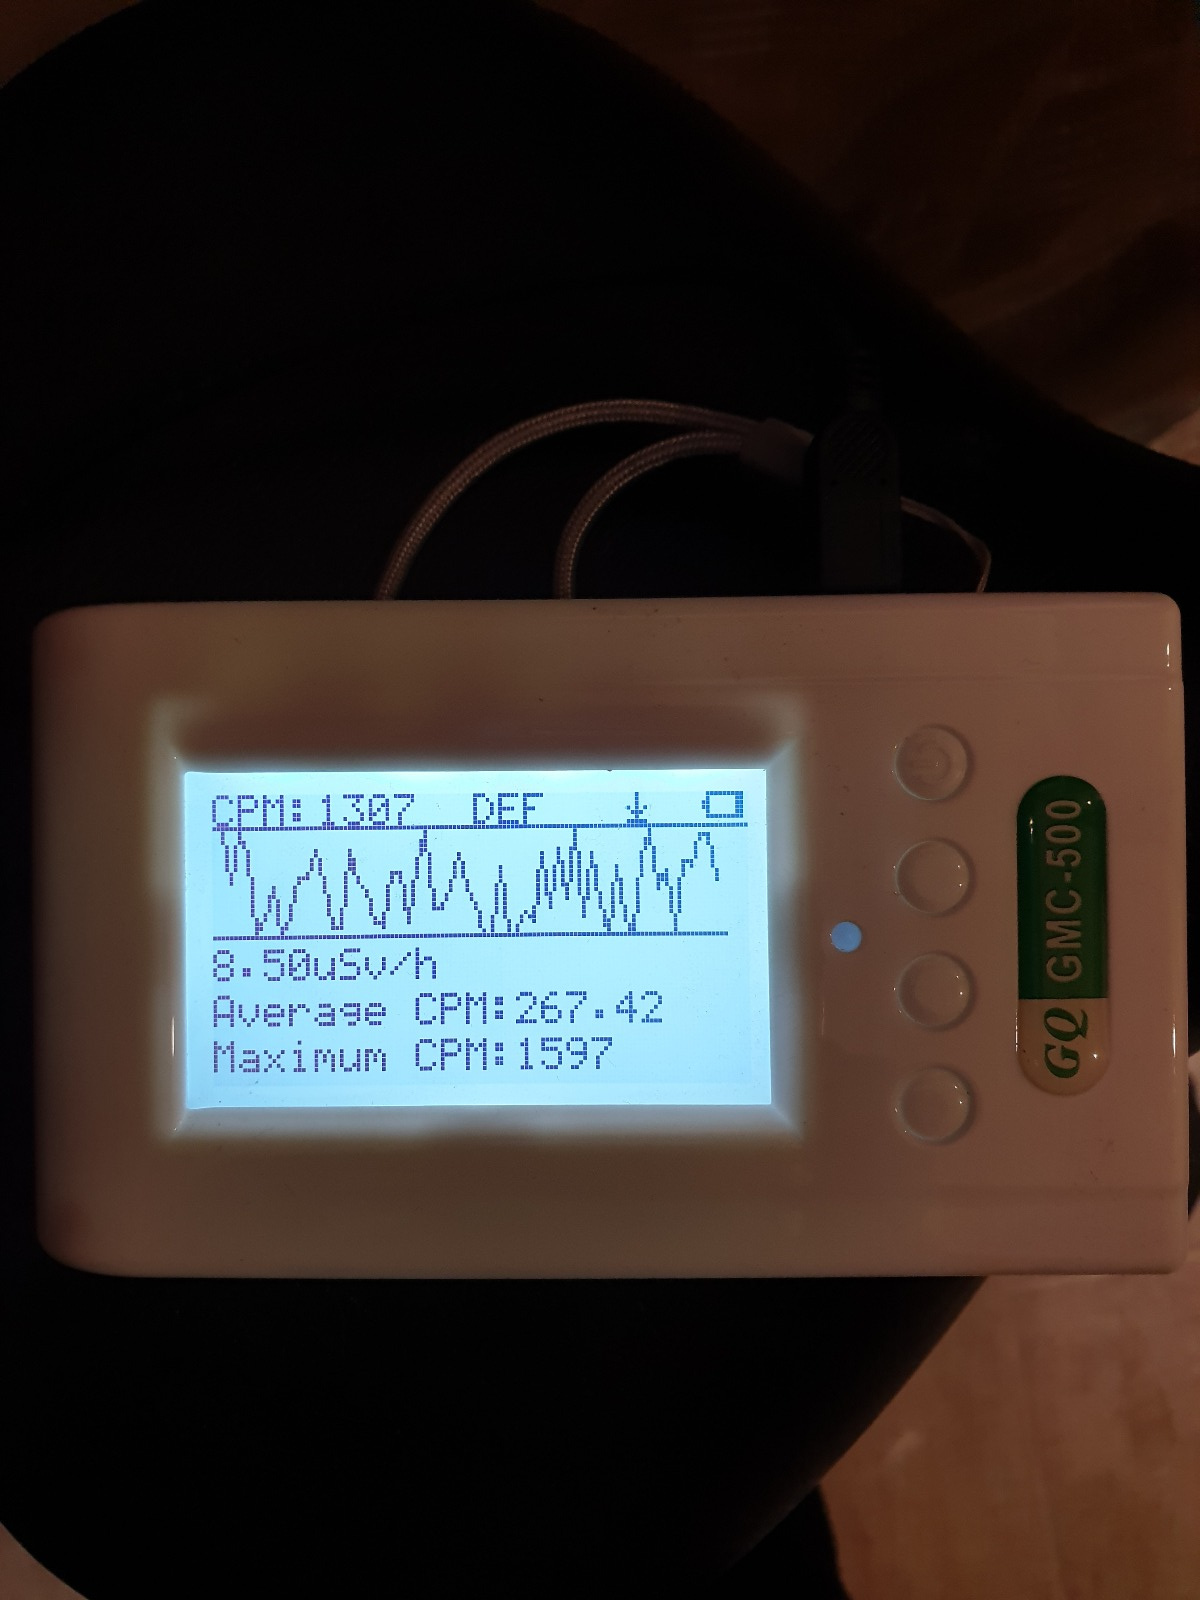 CPM:1307 DEF
8.50uSv/h
Average CPM:267.42
Maximum CPM:1597
GQ GMC-500